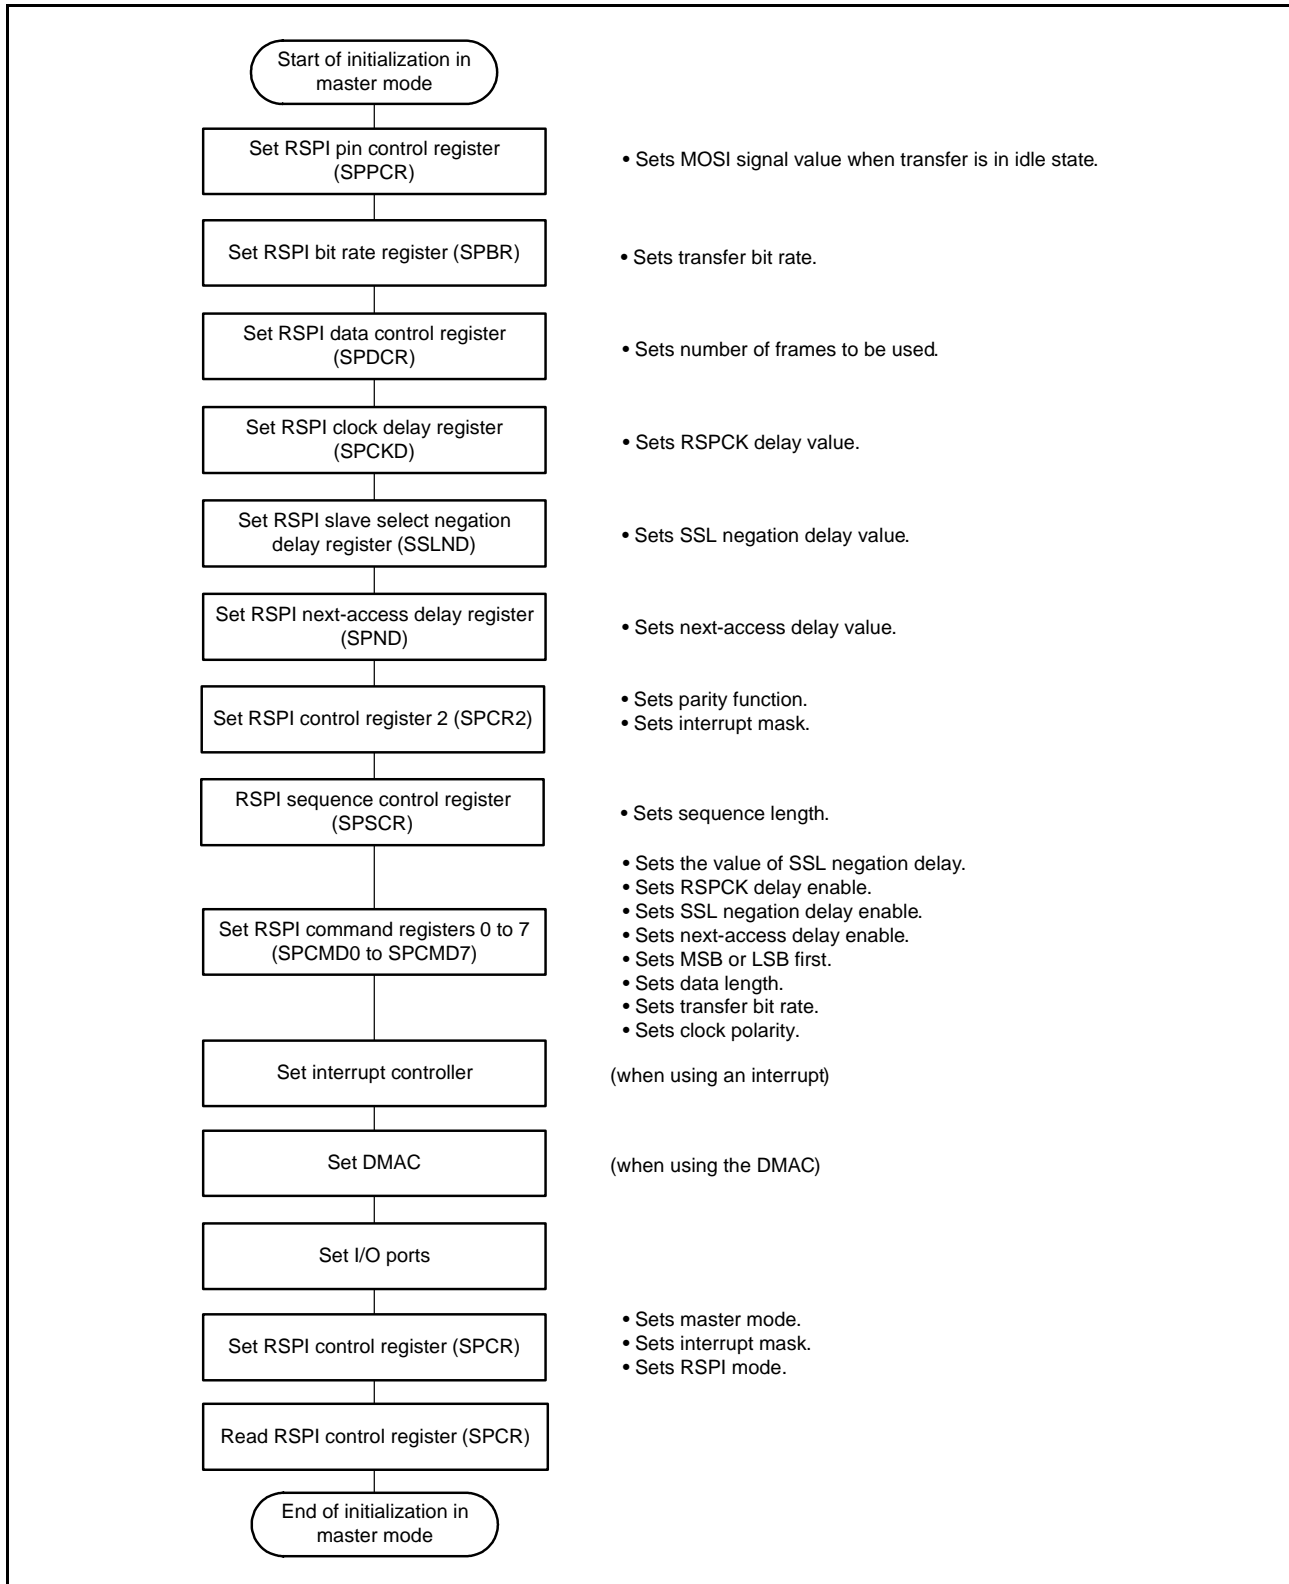 Start of initialization in
master mode
Set RSPI pin control register
(SPPCR)
• Sets MOSI signal value when transfer is in idle state.
Set RSPI bit rate register (SPBR)
• Sets transfer bit rate.
Set RSPI data control register
(SPDCR)
• Sets number of frames to be used.
Set RSPI clock delay register
(SPCKD)
• Sets RSPCK delay value.
Set RSPI slave select negation
delay register (SSLND)
• Sets SSL negation delay value.
Set RSPI next-access delay register
(SPND)
• Sets next-access delay value.
Set RSPI control register 2 (SPCR2)
• Sets parity function.
• Sets interrupt mask.
RSPI sequence control register
(SPSCR)
• Sets sequence length.
Set RSPI command registers 0 to 7
(SPCMD0 to SPCMD7)
• Sets the value of SSL negation delay.
• Sets RSPCK delay enable.
• Sets SSL negation delay enable.
• Sets next-access delay enable.
• Sets MSB or LSB first.
• Sets data length.
• Sets transfer bit rate.
• Sets clock polarity.
Set interrupt controller
(when using an interrupt)
Set DMAC
(when using the DMAC)
Set I/O ports
Set RSPI control register (SPCR)
• Sets master mode.
• Sets interrupt mask.
• Sets RSPI mode.
Read RSPI control register (SPCR)
End of initialization in
master mode